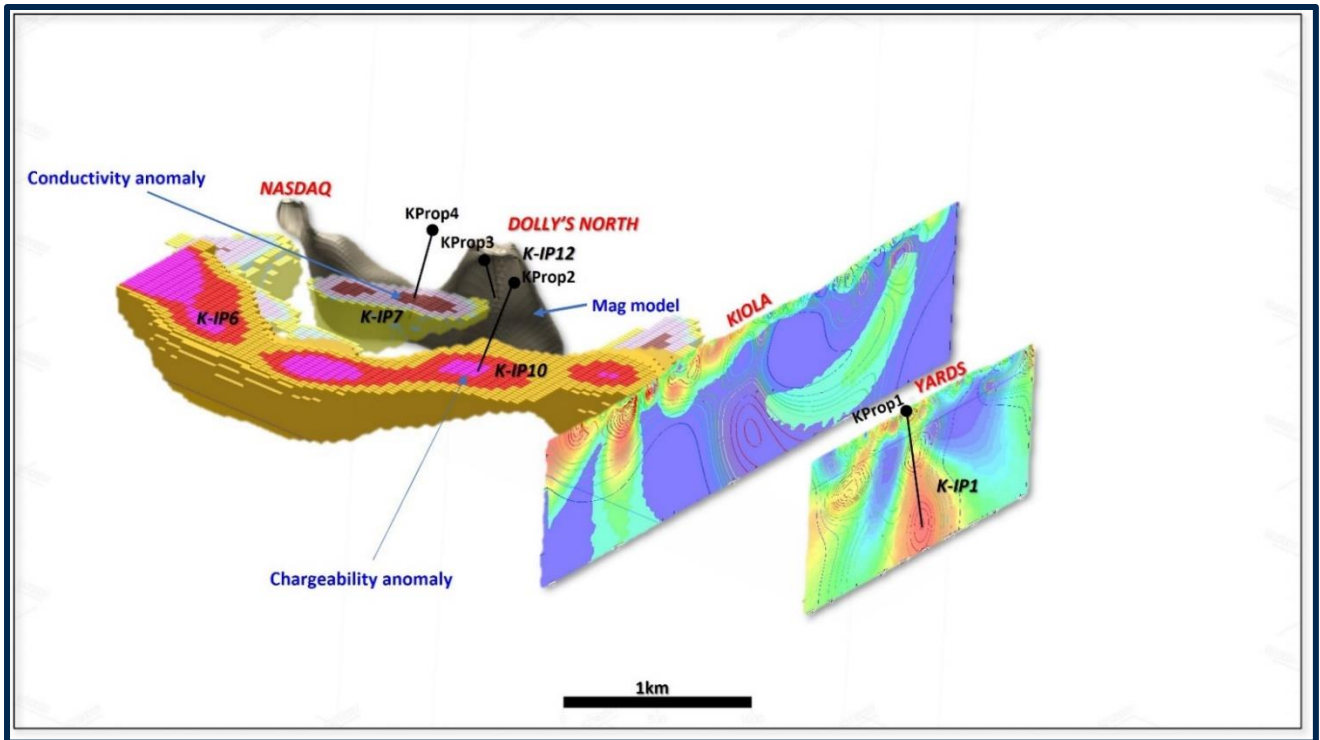 Conductivity anomaly
NASDAQ
KProp4
KProp3
DOLLY'S NORTH
K-IP12
KProp2
Mag model
K-IP6
K-IP7
K-IP10
KIOLA
YARDS
KProp1
K-IP1
Chargeability anomaly
1km